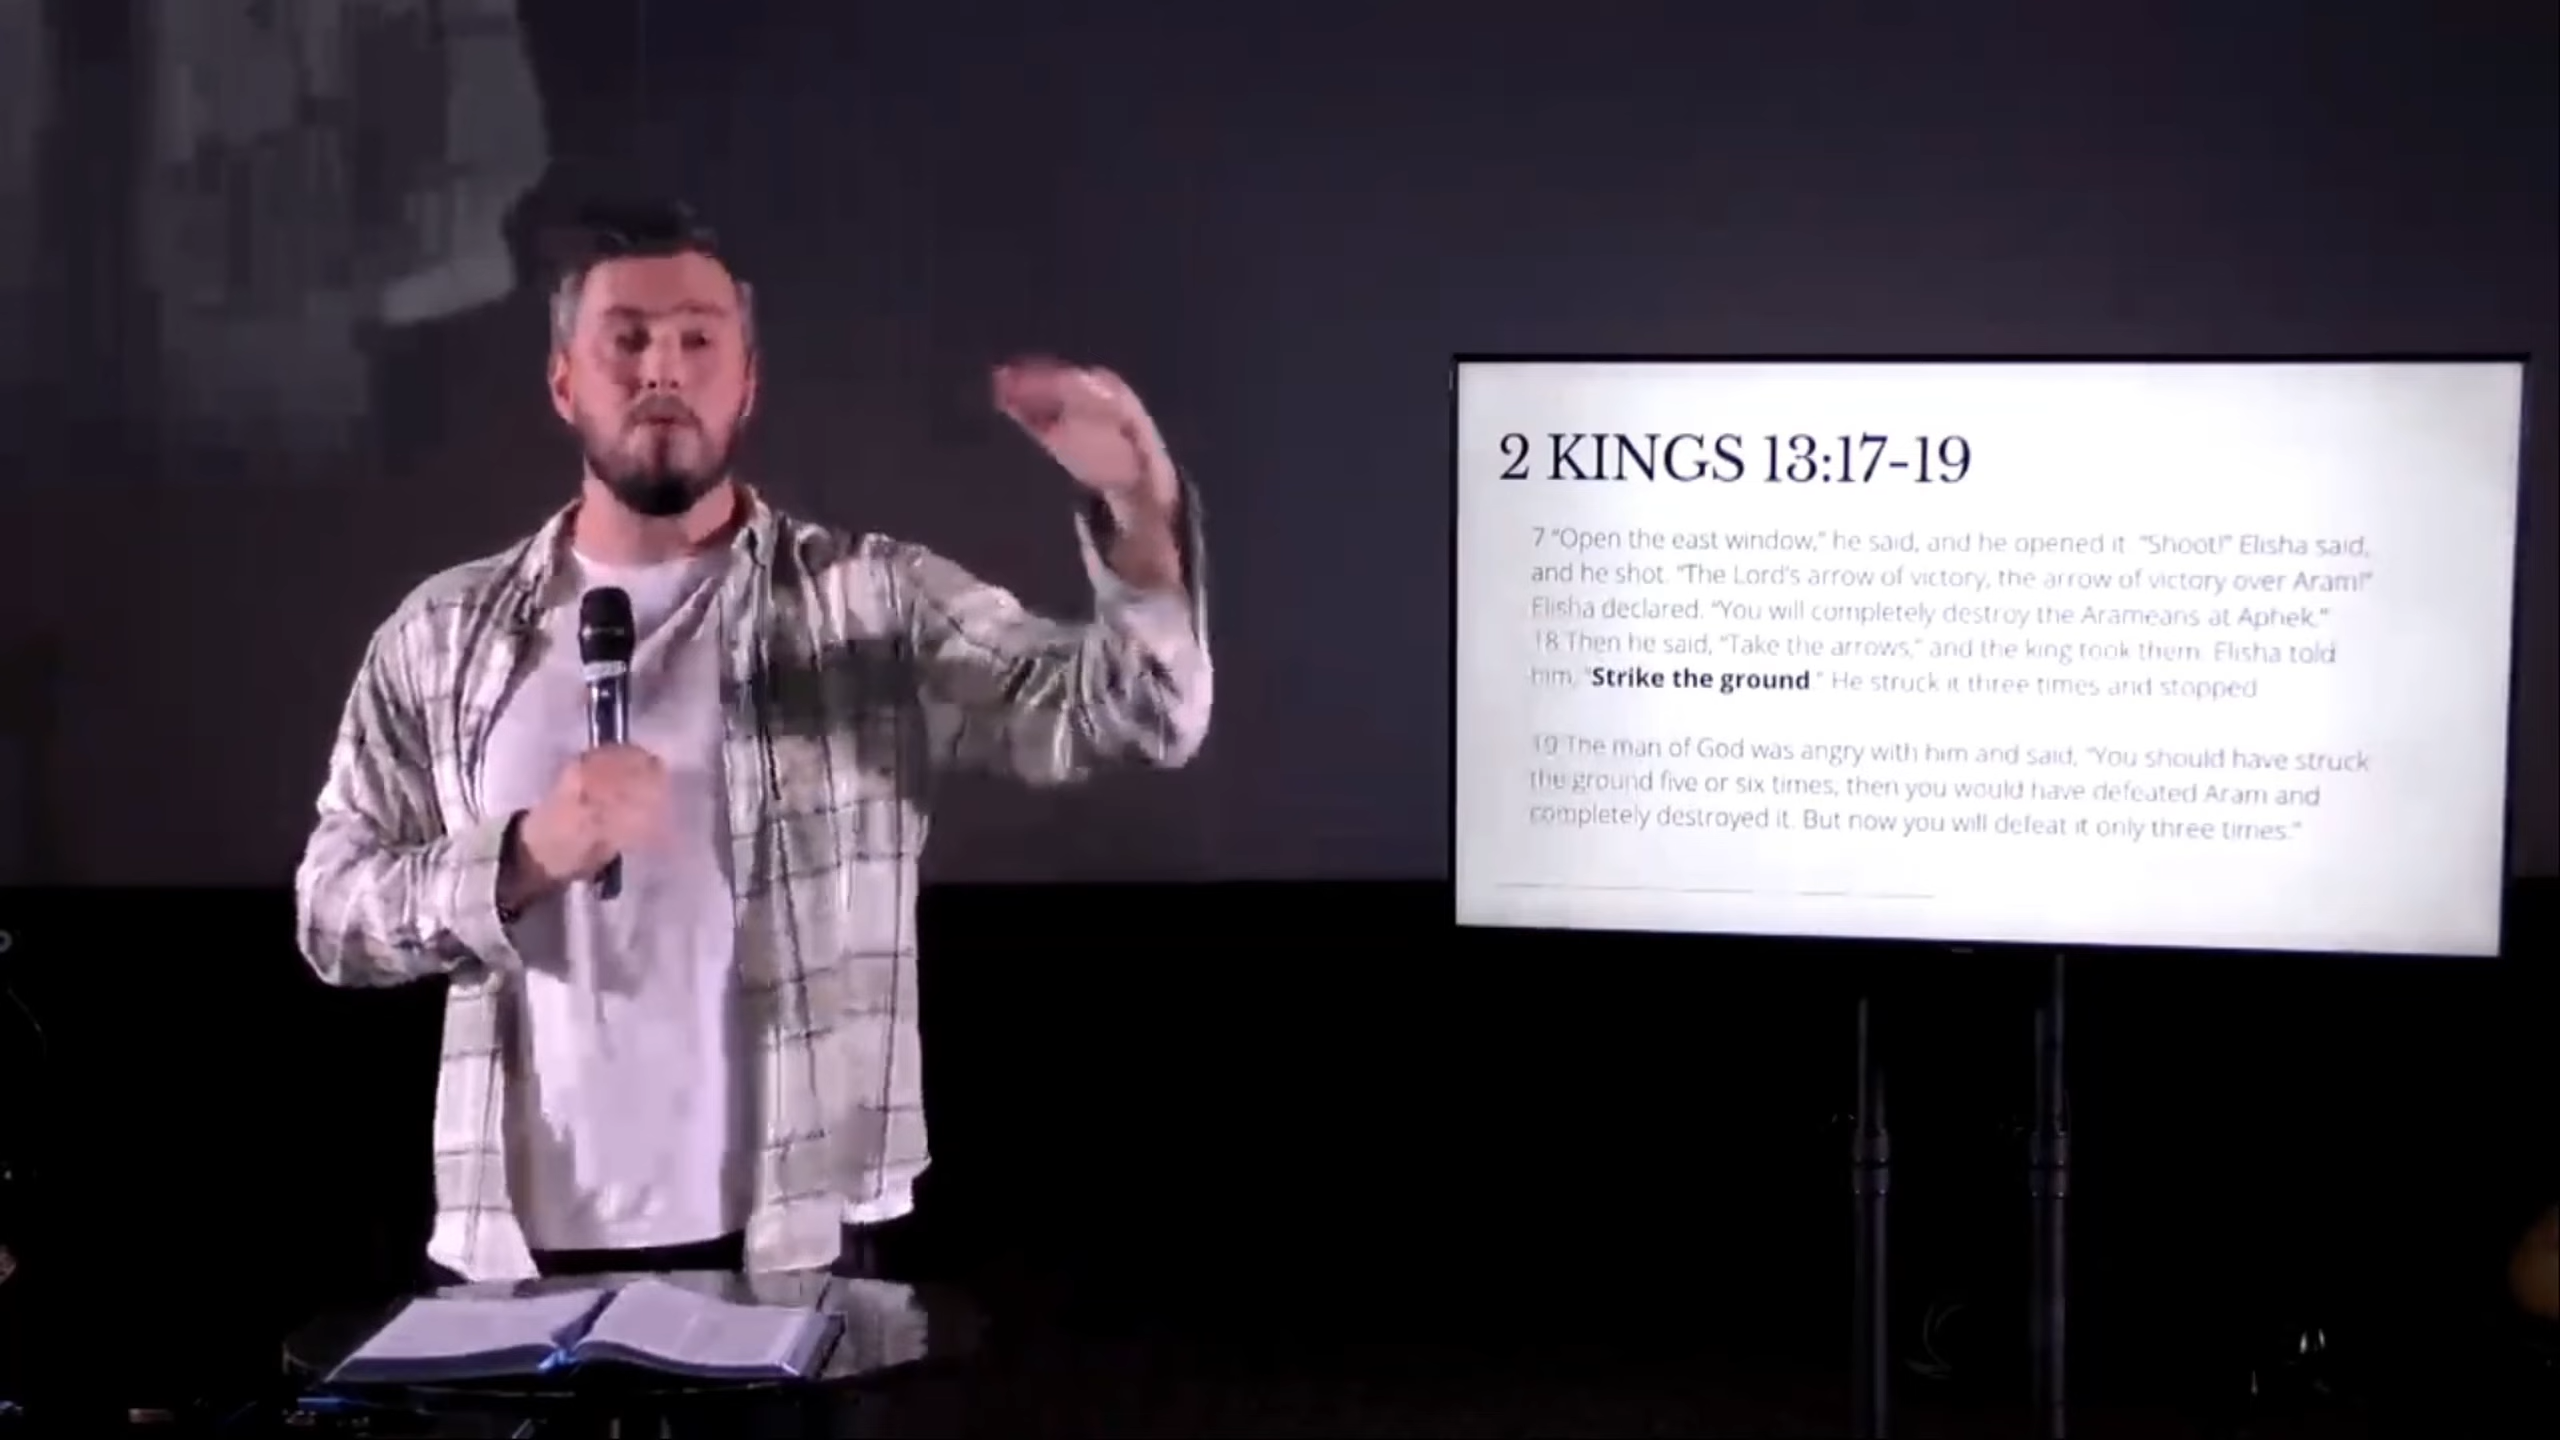 2 KINGS 13:17-19
7 “Open the east window,” he said, and he opened it. “Shoot!” Elisha said,
and he shot. “The Lord’s arrow of victory, the arrow of victory over Aram!”
Elisha declared. “You will completely destroy the Arameans at Aphek.”
18 Then he said, “Take the arrows,” and the king took them. Elisha told
him, “Strike the ground.” He struck it three times and stopped
19 The man of God was angry with him and said, “You should have struck
the ground five or six times; then you would have defeated Aram and
completely destroyed it. But now you will defeat it only three times.”